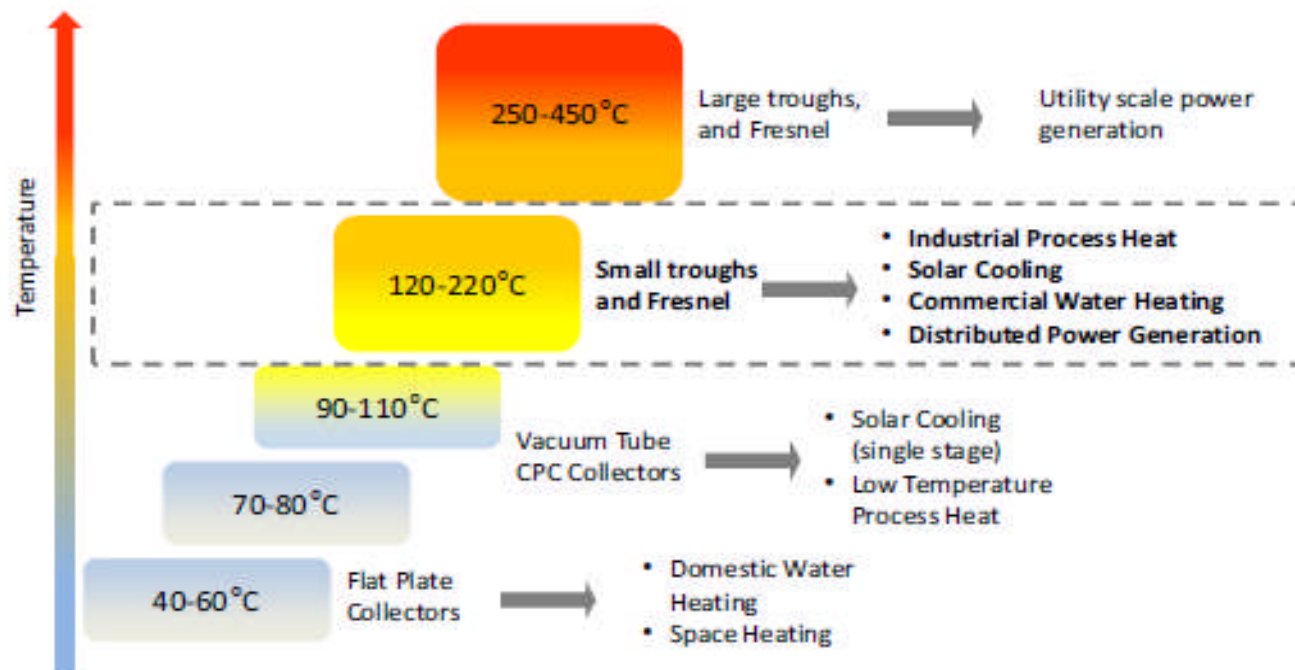 Temperature
250-450°C
Large troughs,
and Fresnel
Utility scale power
generation
120-220°C
Small troughs
and Fresnel
• Industrial Process Heat
• Solar Cooling
• Commercial Water Heating
• Distributed Power Generation
90-110°C
Vacuum Tube
CPC Collectors
• Solar Cooling
(single stage)
• Low Temperature
Process Heat
70-80°C
40-60°C
Flat Plate
Collectors
• Domestic Water
Heating
• Space Heating